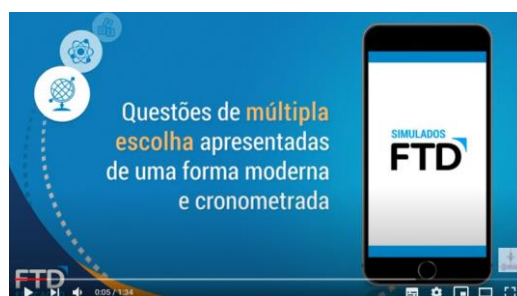 Questões de múltipla
escolha apresentadas
de uma forma moderna
e cronometrada
SIMULADOS
FTD
FTD
0:05 / 1:34